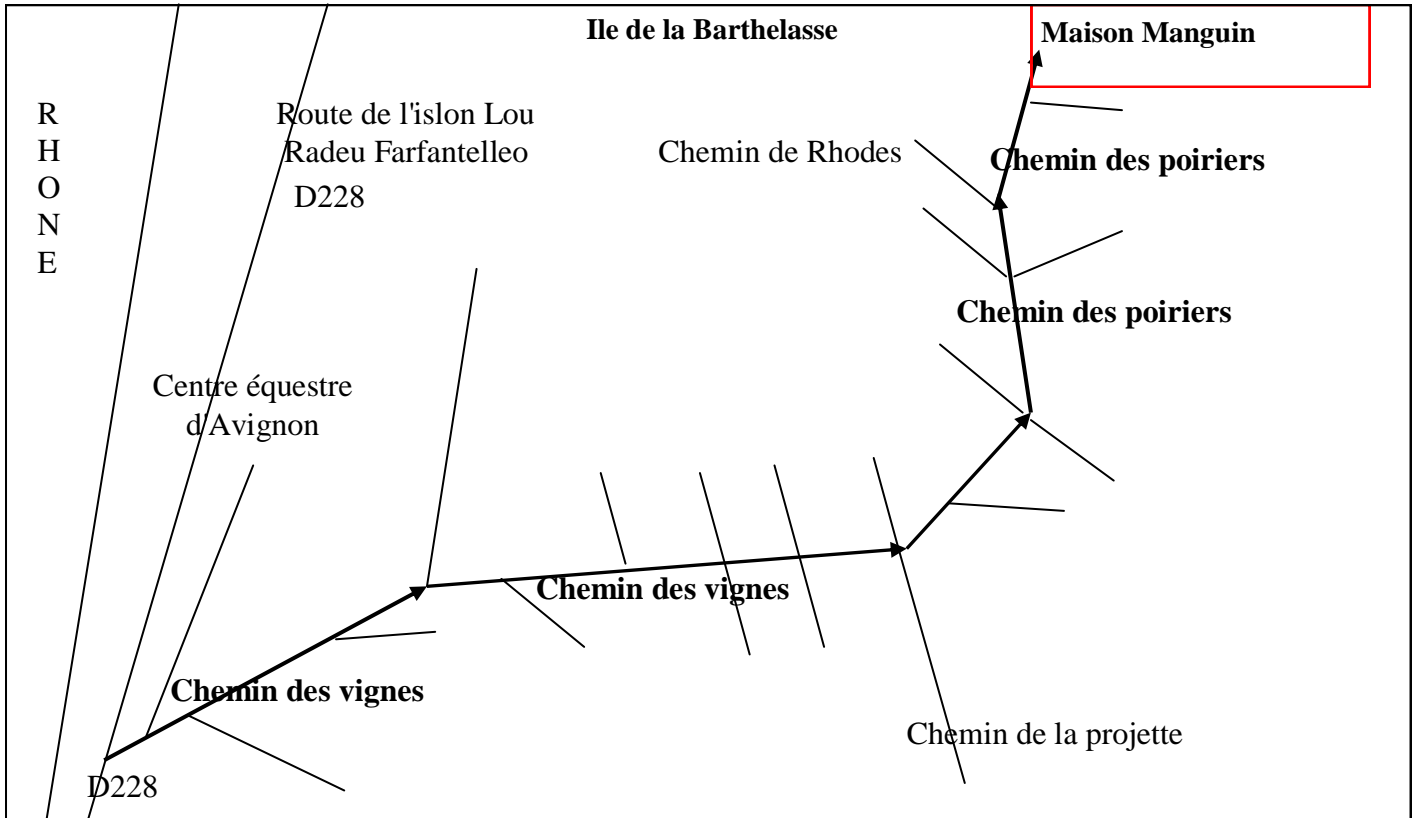 Ile de la Barthelasse
Maison Manguin
R
H
O
N
E
Route de l'islon Lou
Radeu Farfantelleo
D228
Chemin de Rhodes
Chemin des poiriers
Chemin des poiriers
Centre équestre
d'Avignon
Chemin des vignes
Chemin des vignes
Chemin de la projette
D228